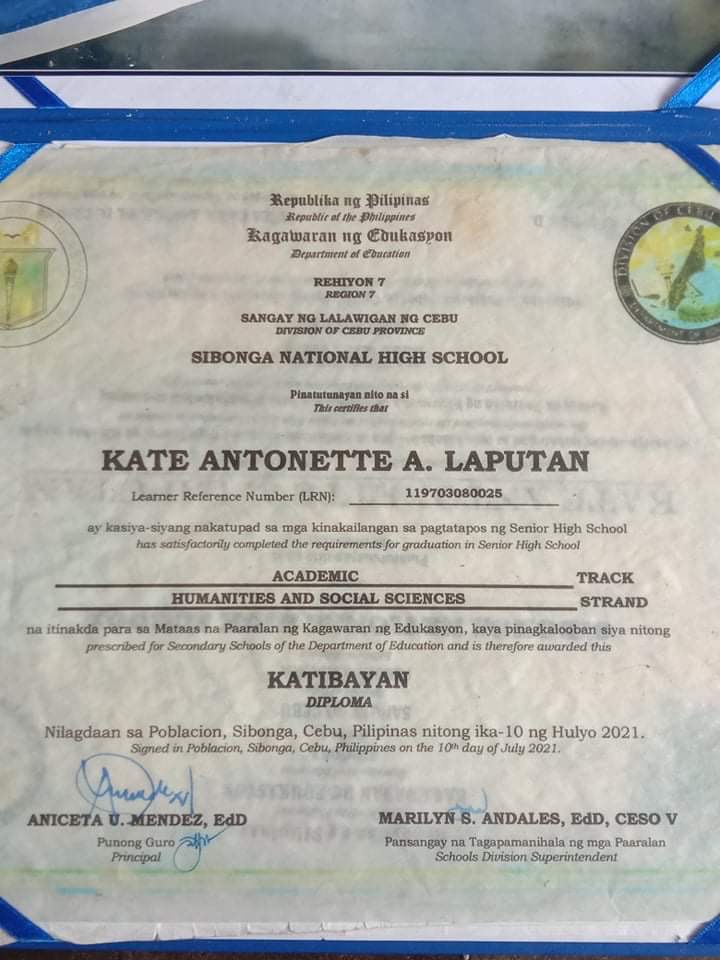 Republika ng Pilipinas
Republic of the Philippines
Kagawaran ng Edukasyon
Department of Education
REHIYON 7
REGION 7
SANGAY NG LALAWIGAN NG CEBU
DIVISION OF CEBU PROVINCE
SIBONGA NATIONAL HIGH SCHOOL
Pinatutunayan nito na si
This certifies that
KATE ANTONETTE A. LAPUTAN
Learner Reference Number (LRN): 119703080025
ay kasiya-siyang nakatupad sa mga kinakailangan sa pagtatapos ng Senior High School
has satisfactorily completed the requirements for graduation in Senior High School
ACADEMIC TRACK
HUMANITIES AND SOCIAL SCIENCES STRAND
na itinakda para sa Mataas na Paaralan ng Kagawaran ng Edukasyon, kaya pinagkalooban siya nitong
prescribed for Secondary Schools of the Department of Education and is therefore awarded this
KATIBAYAN
DIPLOMA
Nilagdaan sa Poblacion, Sibonga, Cebu, Pilipinas nitong ika-10 ng Hulyo 2021.
Signed in Poblacion, Sibonga, Cebu, Philippines on the 10th day of July 2021.
ANICETA U. MENDEZ, EdD
Punong Guro
Principal
MARILYN S. ANDALES, EdD, CESO V
Pansangay na Tagapamanihala ng mga Paaralan
Schools Division Superintendent
DIVISION OF CEBU
DEPARTMENT OF